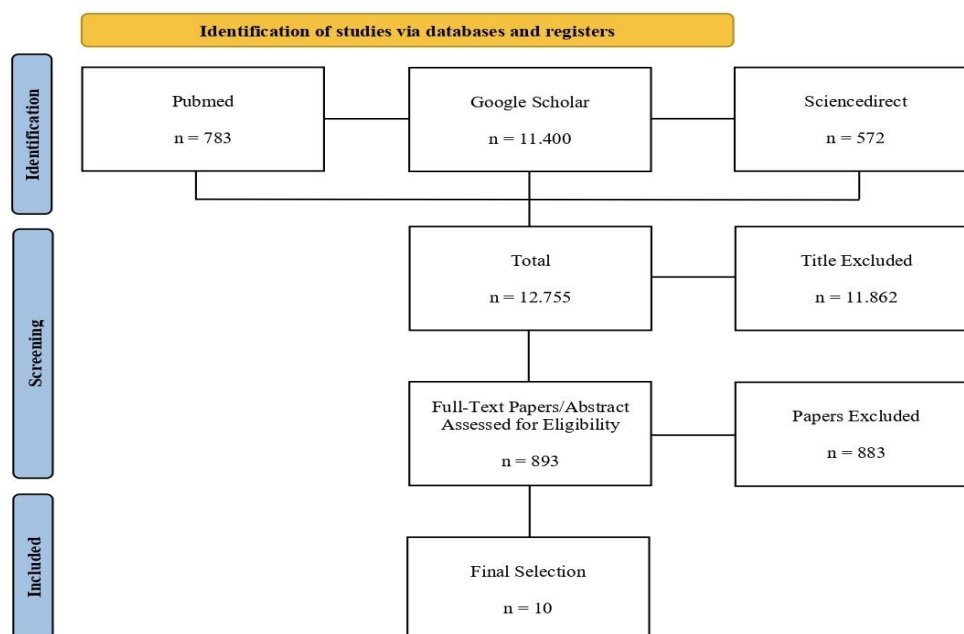 Identification of studies via databases and registers
Identification
Pubmed
n = 783
Google Scholar
n = 11.400
Sciencedirect
n = 572
Screening
Total
n = 12.755
Title Excluded
n = 11.862
Full-Text Papers/Abstract
Assessed for Eligibility
n = 893
Papers Excluded
n = 883
Included
Final Selection
n = 10